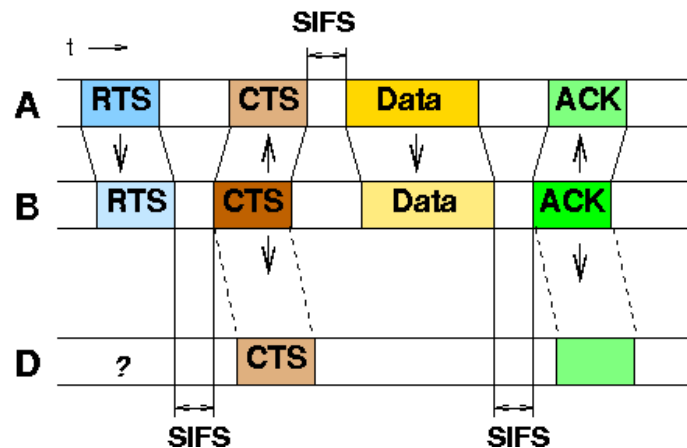 SIFS
t
A RTS CTS Data ACK
B RTS CTS Data ACK
D ? CTS
SIFS SIFS